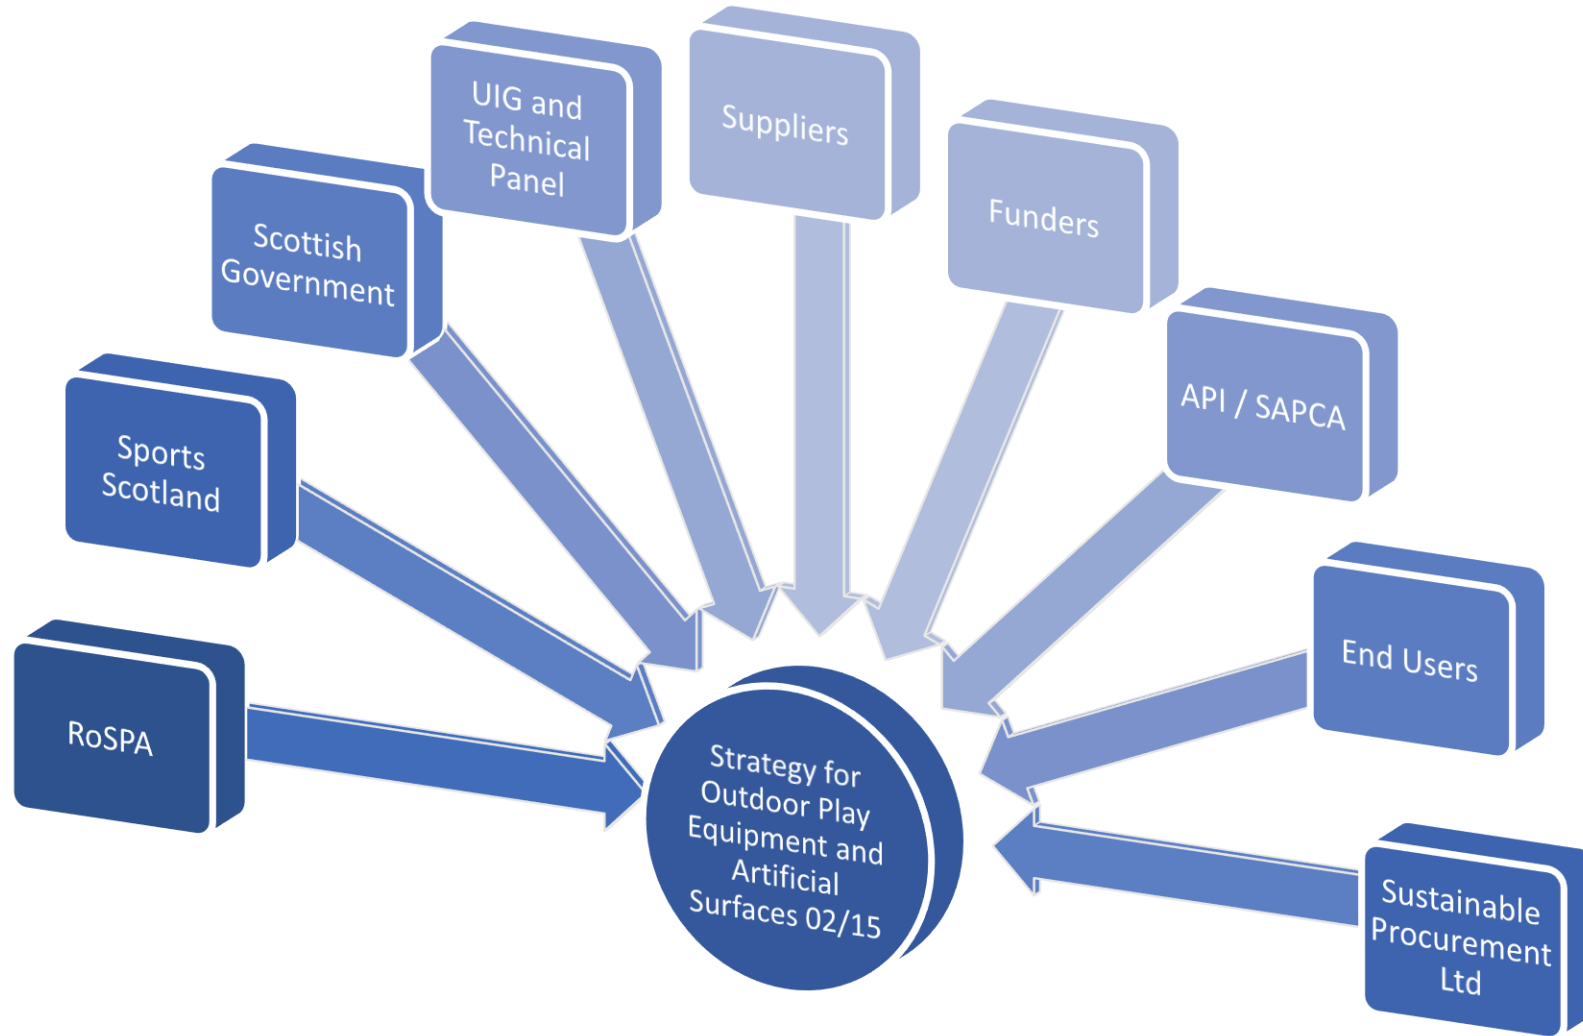 UIG and
Technical
Panel
Suppliers
Funders
Scottish
Government
API / SAPCA
Sports
Scotland
End Users
RoSPA
Strategy for
Outdoor Play
Equipment and
Artificial
Surfaces 02/15
Sustainable
Procurement
Ltd